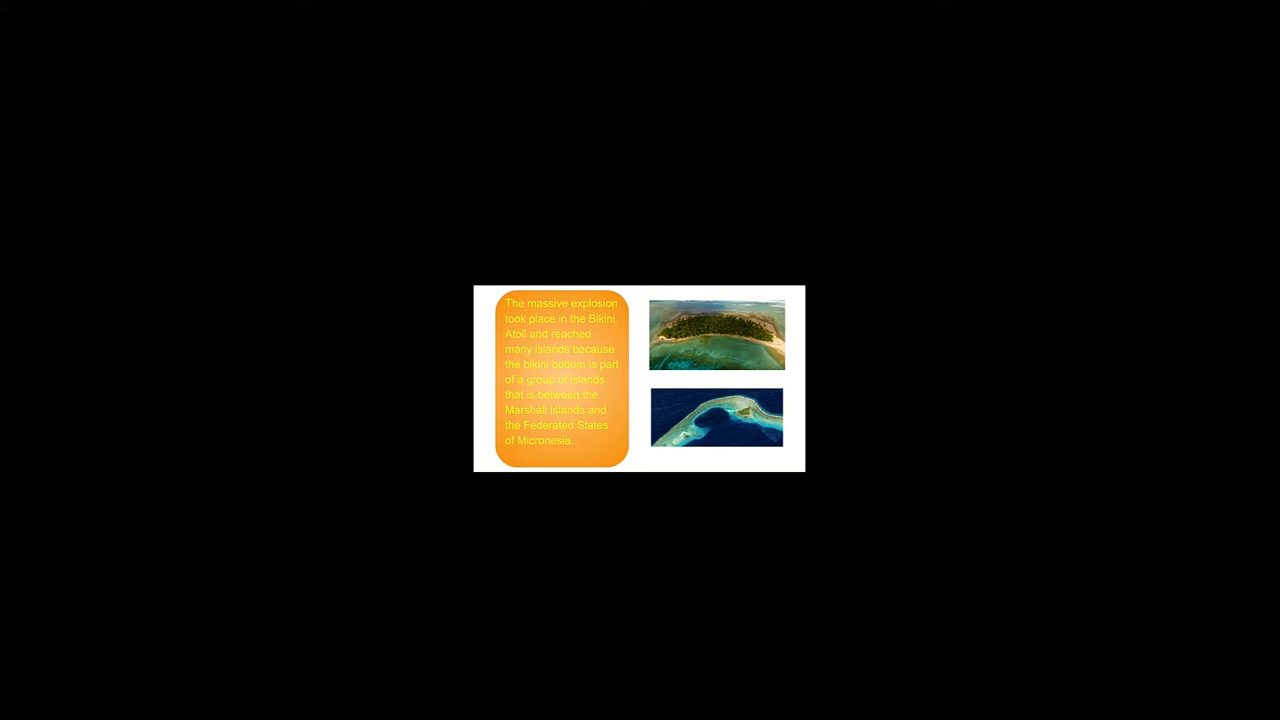 The massive explosion
took place in the Bikini
Atoll and reached
many islands because
the bikini bottom is part
of a group of islands
that is between the
Marshall Islands and
the Federated States
of Micronesia.